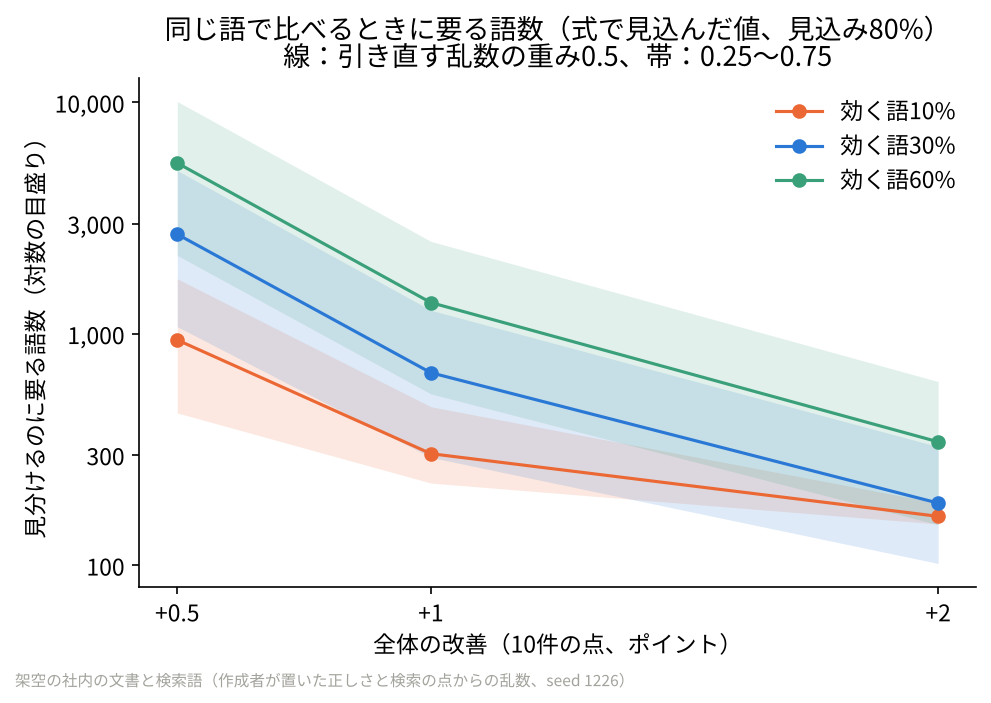 同じ語で比べるときに要る語数（式で見込んだ値、見込み80%）
線：引き直す乱数の重み0.5、帯：0.25〜0.75
見分けるのに要る語数（対数の目盛り）
10,000
3,000
1,000
300
100
効く語10%
効く語30%
効く語60%
+0.5
+1
+2
全体の改善（10件の点、ポイント）
架空の社内の文書と検索語（作成者が置いた正しさと検索の点からの乱数、seed 1226）